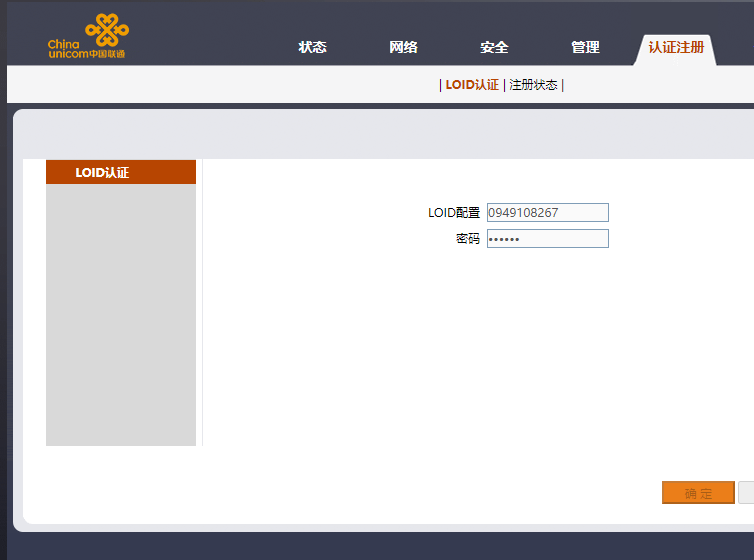 China
unicom中国联通
状态 网络 安全 管理 认证注册
| LOID认证 | 注册状态 |
LOID认证
LOID配置 0949108267
密码 ••••••
确 定